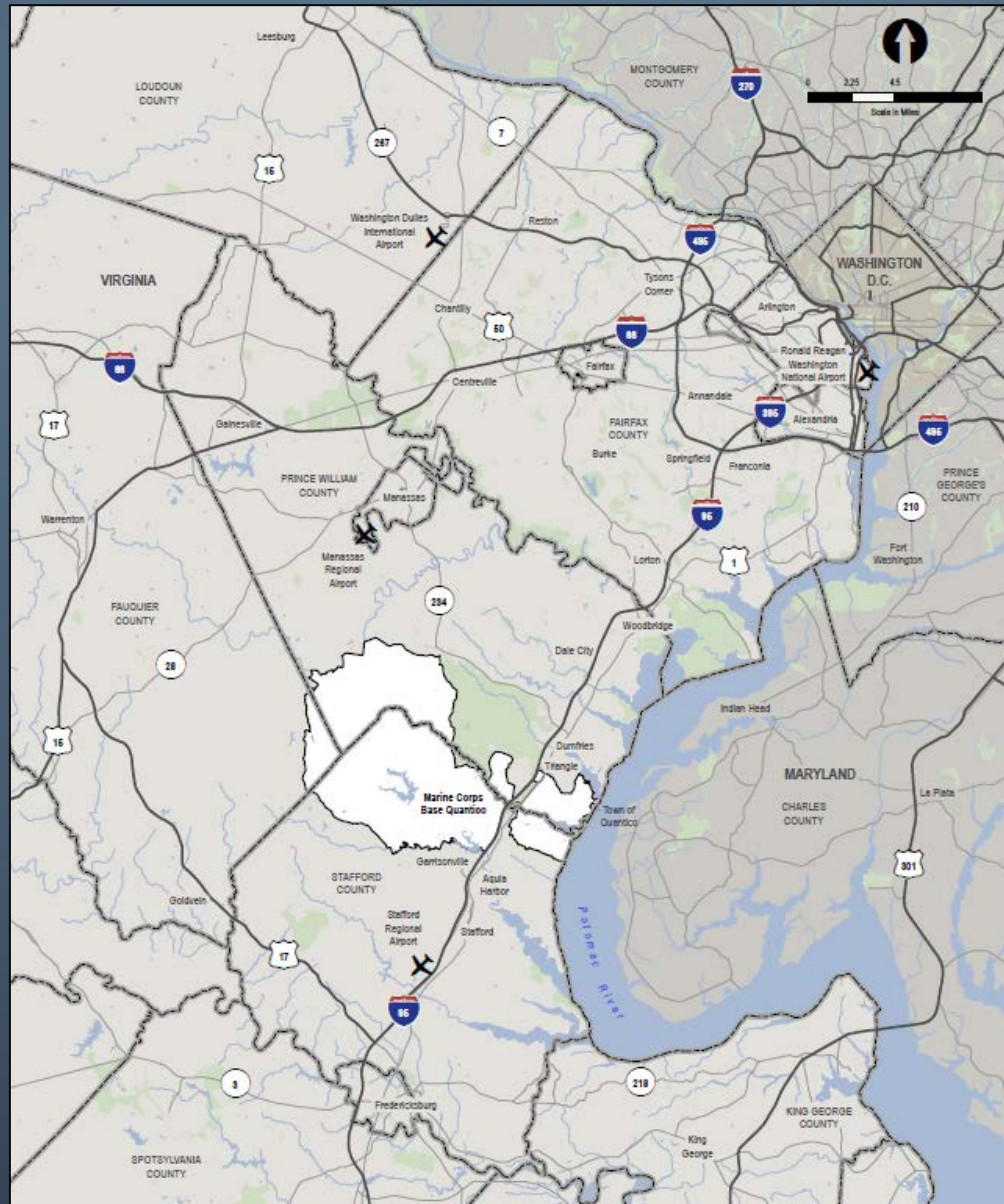 Leesburg
LOUDOUN
COUNTY
MONTGOMERY
COUNTY
270
0 2.25 4.5 9
Scale in Miles
267
7
15
Washington Dulles
International
Airport
Reston
495
VIRGINIA
Tysons
Corner
WASHINGTON
D.C.
Chantilly
50
Arlington
66
66
Fairfax
Ronald Reagan
Washington
National Airport
Centreville
Annandale
395
17
Gainesville
FAIRFAX
COUNTY
Alexandria
495
Burke
Springfield
Franconia
PRINCE WILLIAM
COUNTY
PRINCE
GEORGE'S
COUNTY
Manassas
210
95
Warrenton
Manassas
Regional
Airport
Lorton
1
Fort
Washington
234
FAUQUIER
COUNTY
Woodbridge
28
Dale City
Indian Head
15
Dumfries
Triangle
MARYLAND
Marine Corps
Base Quantico
Town of
Quantico
CHARLES
COUNTY
La Plata
Garrisonville
301
STAFFORD
COUNTY
Aquia
Harbor
Goldvein
Stafford
Regional
Airport
Stafford
Potomac River
17
95
3
218
Fredericksburg
KING GEORGE
COUNTY
King
George
SPOTSYLVANIA
COUNTY